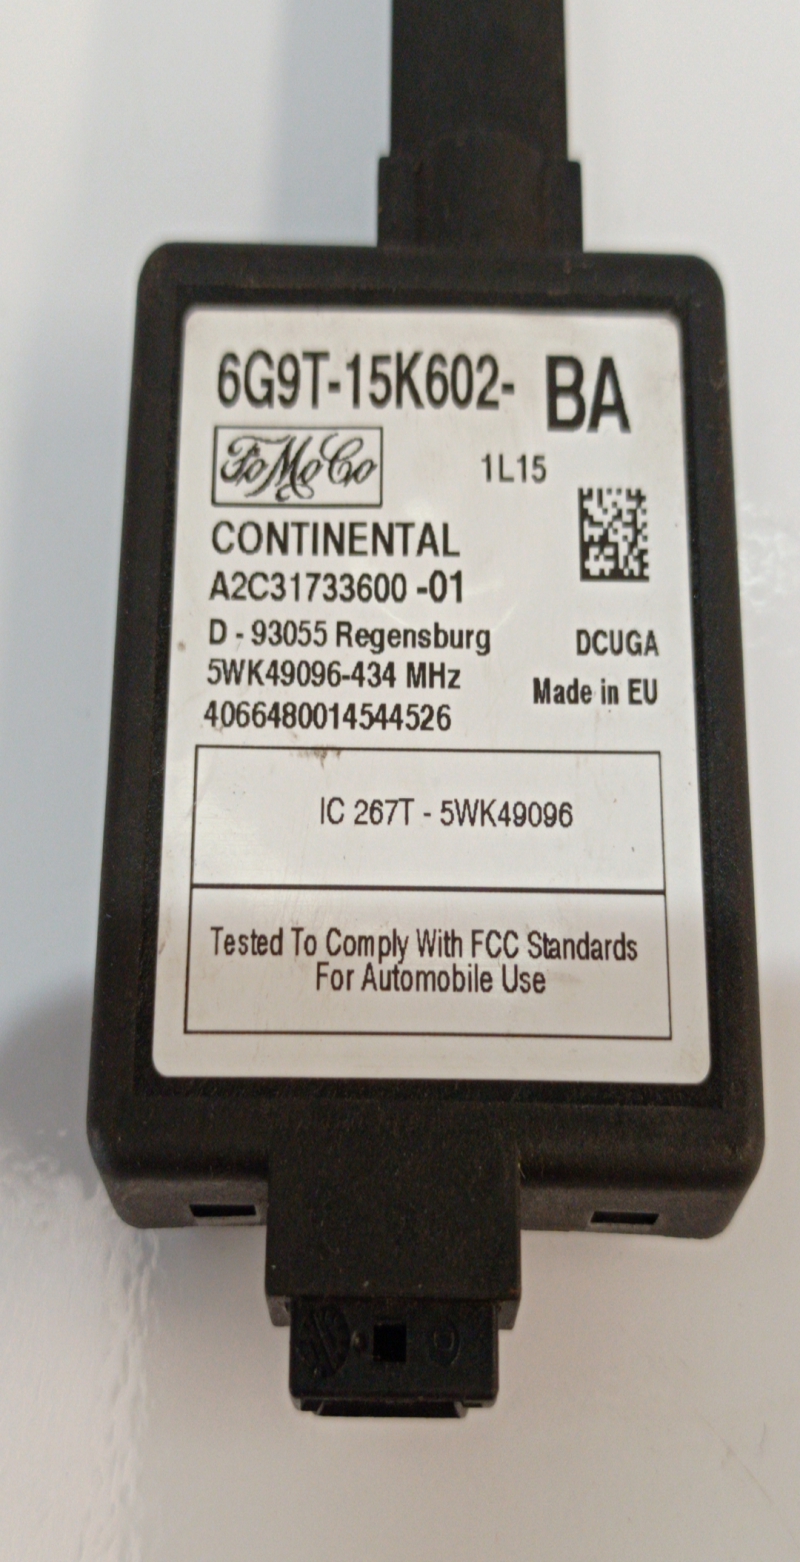 6G9T-15K602- BA
FoMoCo
1L15
CONTINENTAL
A2C31733600 -01
D - 93055 Regensburg
DCUGA
5WK49096-434 MHz
Made in EU
4066480014544526
IC 267T - 5WK49096
Tested To Comply With FCC Standards
For Automobile Use